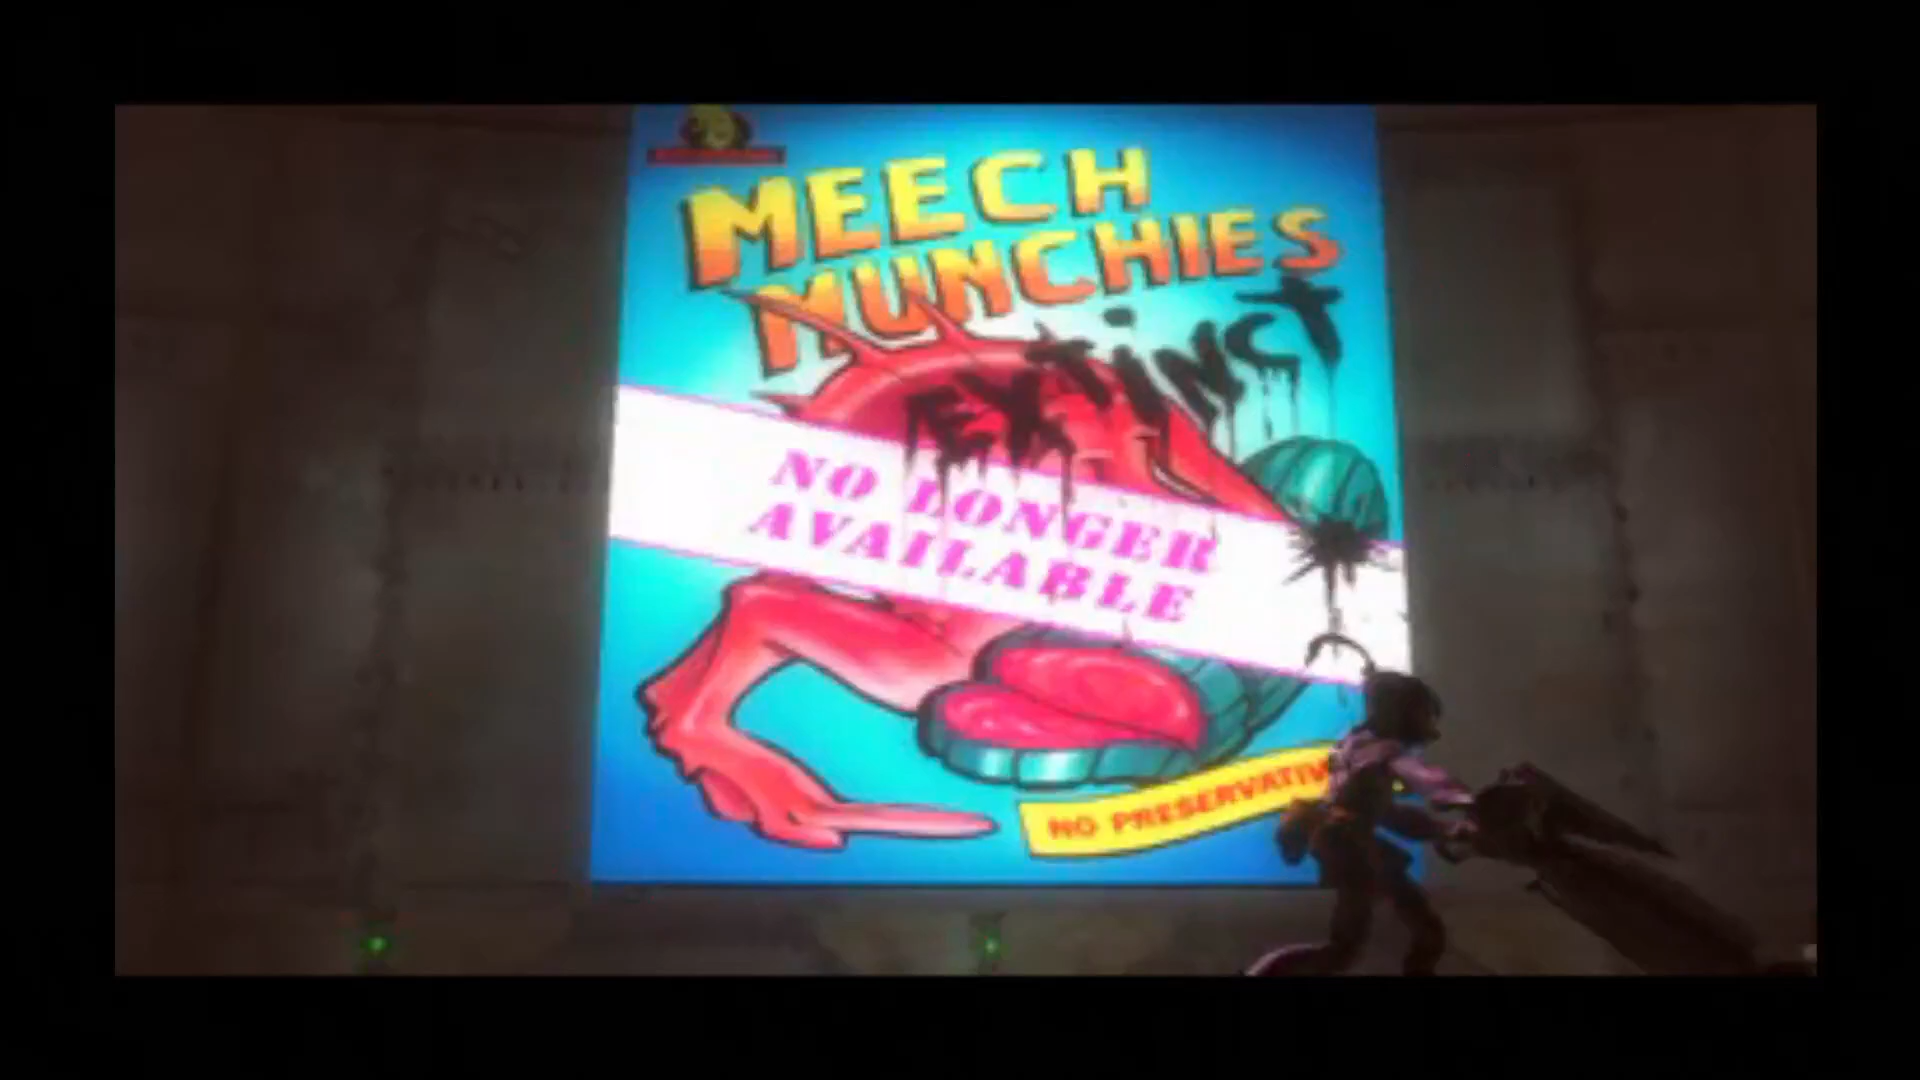 MEECH
MUNCHIES
EXTINCT
NO LONGER
AVAILABLE
NO PRESERVATIV